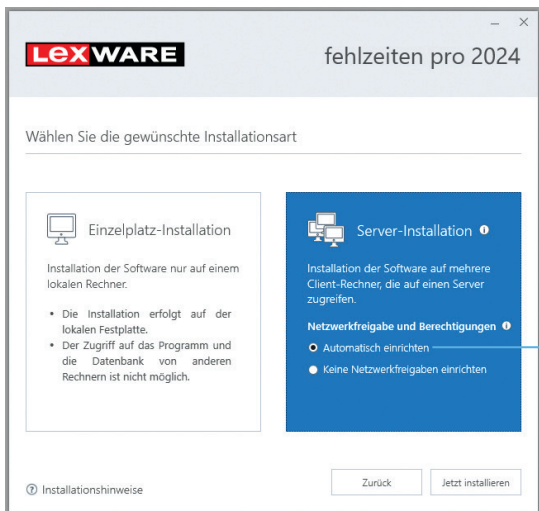 LEXWARE
fehlzeiten pro 2024
Wählen Sie die gewünschte Installationsart
Einzelplatz-Installation
Installation der Software nur auf einem
lokalen Rechner.
• Die Installation erfolgt auf der
lokalen Festplatte.
• Der Zugriff auf das Programm und
die Datenbank von anderen
Rechnern ist nicht möglich.
Server-Installation
Installation der Software auf mehrere
Client-Rechner, die auf einen Server
zugreifen.
Netzwerkfreigabe und Berechtigungen
Automatisch einrichten
Keine Netzwerkfreigaben einrichten
Installationshinweise
Zurück
Jetzt installieren